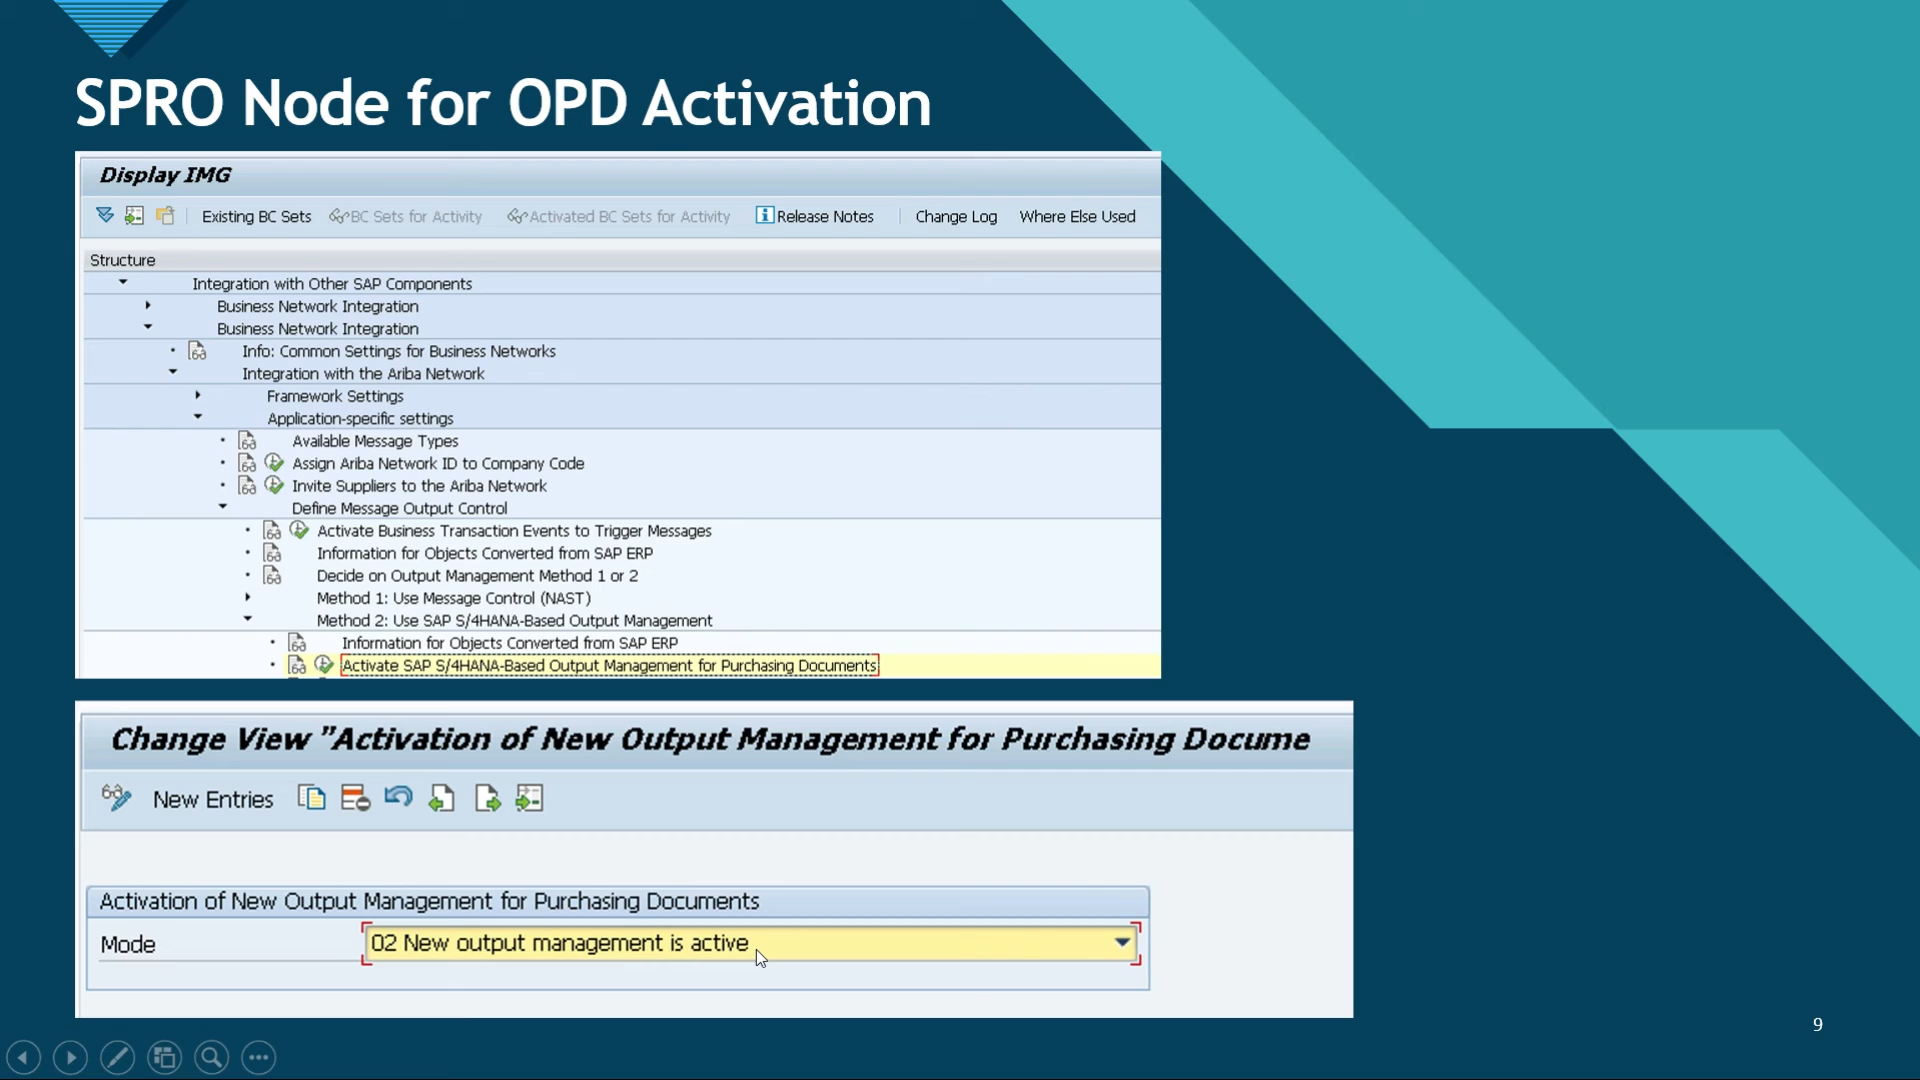 SPRO Node for OPD Activation
Display IMG
Existing BC Sets BC Sets for Activity Activated BC Sets for Activity Release Notes Change Log Where Else Used
Structure
Integration with Other SAP Components
Business Network Integration
Business Network Integration
Info: Common Settings for Business Networks
Integration with the Ariba Network
Framework Settings
Application-specific settings
Available Message Types
Assign Ariba Network ID to Company Code
Invite Suppliers to the Ariba Network
Define Message Output Control
Activate Business Transaction Events to Trigger Messages
Information for Objects Converted from SAP ERP
Decide on Output Management Method 1 or 2
Method 1: Use Message Control (NAST)
Method 2: Use SAP S/4HANA-Based Output Management
Information for Objects Converted from SAP ERP
Activate SAP S/4HANA-Based Output Management for Purchasing Documents
Change View "Activation of New Output Management for Purchasing Docume
New Entries
Activation of New Output Management for Purchasing Documents
Mode 02 New output management is active
9